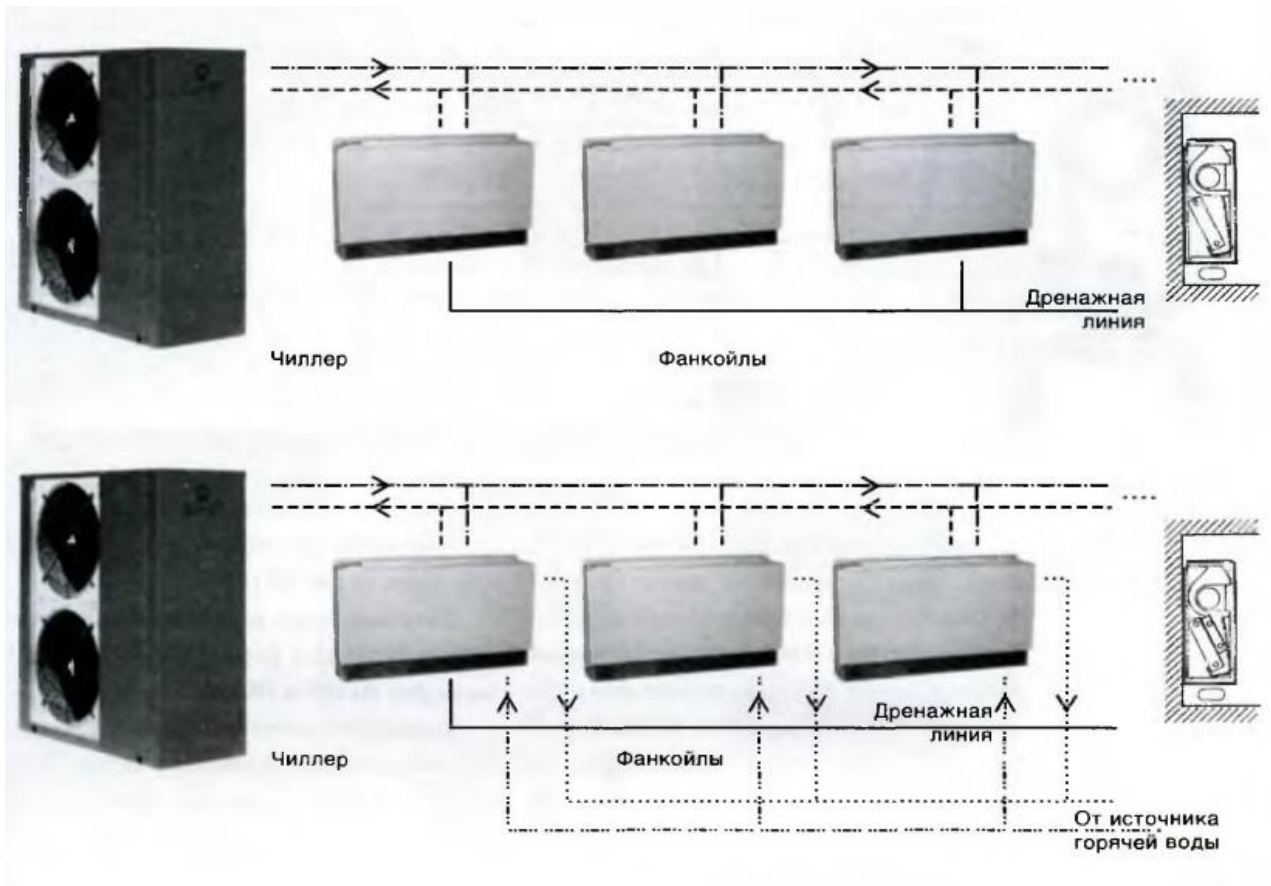 Дренажная
линия
Чиллер
Фанкойлы
Дренажная
линия
Чиллер
Фанкойлы
От источника
горячей воды